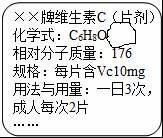 ××牌维生素C（片剂）
化学式：C₆H₈O
相对分子质量：176
规格：每片含Vc10mg
用法与用量：一日3次，
成人每次2片
……